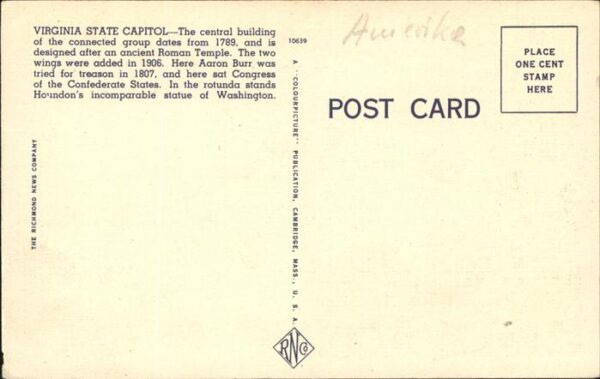 VIRGINIA STATE CAPITOL—The central building
of the connected group dates from 1789, and is
designed after an ancient Roman Temple. The two
wings were added in 1906. Here Aaron Burr was
tried for treason in 1807, and here sat Congress
of the Confederate States. In the rotunda stands
Houndon's incomparable statue of Washington.
THE RICHMOND NEWS COMPANY
10639
A "COLOURPICTURE" PUBLICATION, CAMBRIDGE, MASS., U. S. A.
RNCo
Amerika
POST CARD
PLACE
ONE CENT
STAMP
HERE